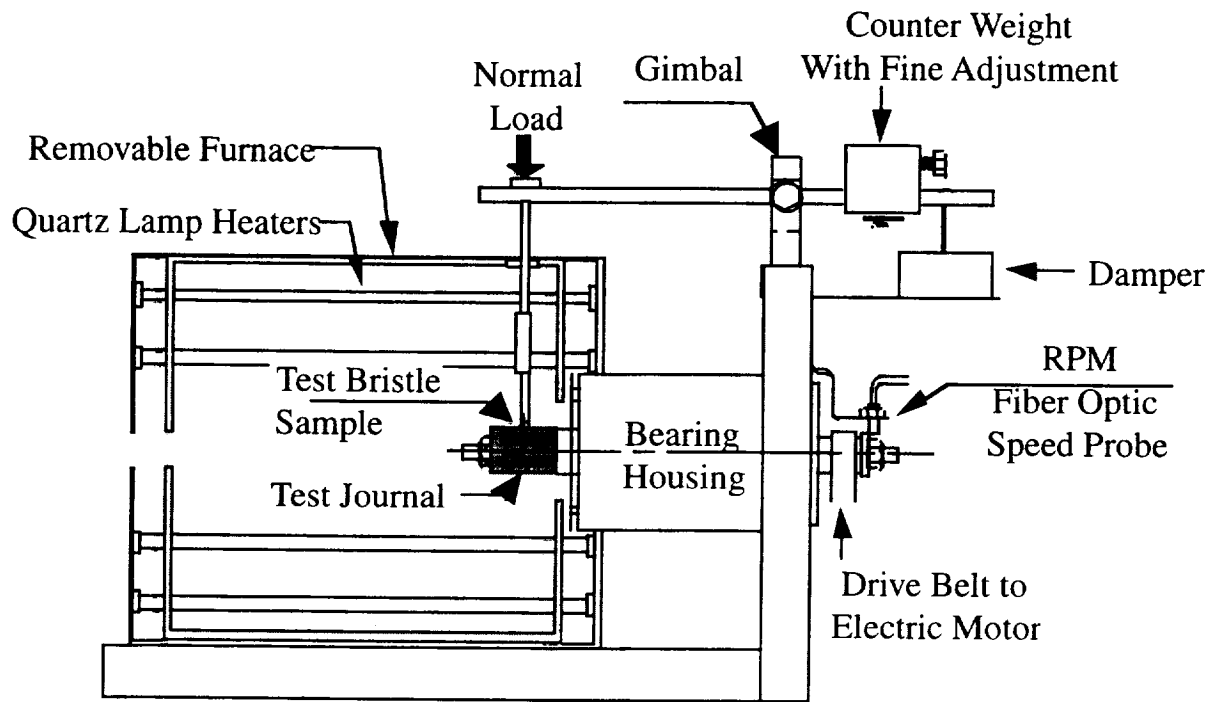 Counter Weight
With Fine Adjustment
Gimbal
Normal
Load
Removable Furnace
Quartz Lamp Heaters
Damper
RPM
Fiber Optic
Speed Probe
Test Bristle
Sample
Bearing
Housing
Test Journal
Drive Belt to
Electric Motor